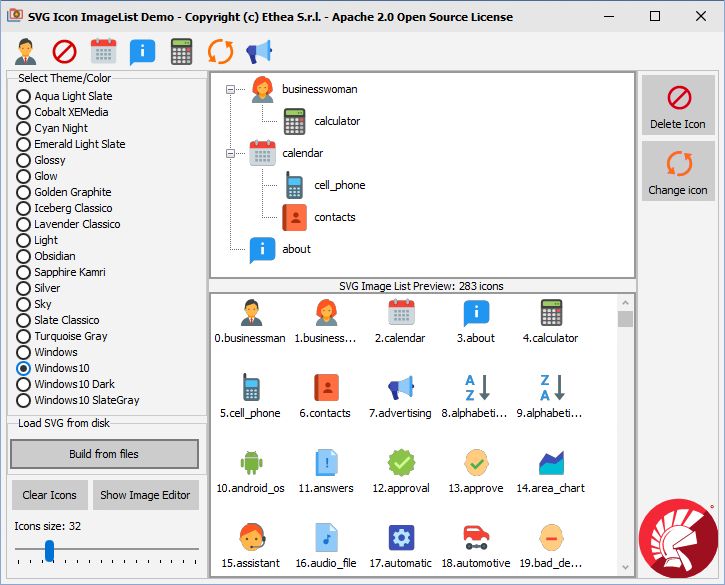 SVG Icon ImageList Demo - Copyright (c) Ethea S.r.l. - Apache 2.0 Open Source License
Select Theme/Color
Aqua Light Slate
Cobalt XEMedia
Cyan Night
Emerald Light Slate
Glossy
Glow
Golden Graphite
Iceberg Classico
Lavender Classico
Light
Obsidian
Sapphire Kamri
Silver
Sky
Slate Classico
Turquoise Gray
Windows
Windows10
Windows10 Dark
Windows10 SlateGray
Load SVG from disk
Build from files
Clear Icons
Show Image Editor
Icons size: 32
businesswoman
calculator
calendar
cell_phone
contacts
about
SVG Image List Preview: 283 icons
0.businessman
1.business...
2.calendar
3.about
4.calculator
5.cell_phone
6.contacts
7.advertising
A
Z
8.alphabeti...
Z
A
9.alphabeti...
10.android_os
11.answers
12.approval
13.approve
14.area_chart
15.assistant
16.audio_file
17.automatic
18.automotive
19.bad_de...
Delete Icon
Change icon